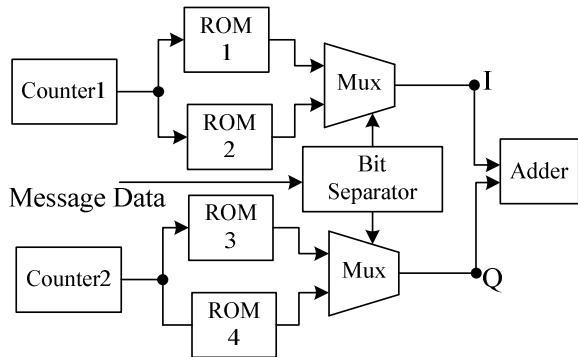 ROM
1
Counter1
Mux
I
ROM
2
Bit
Separator
Adder
Message Data
ROM
3
Counter2
Mux
Q
ROM
4